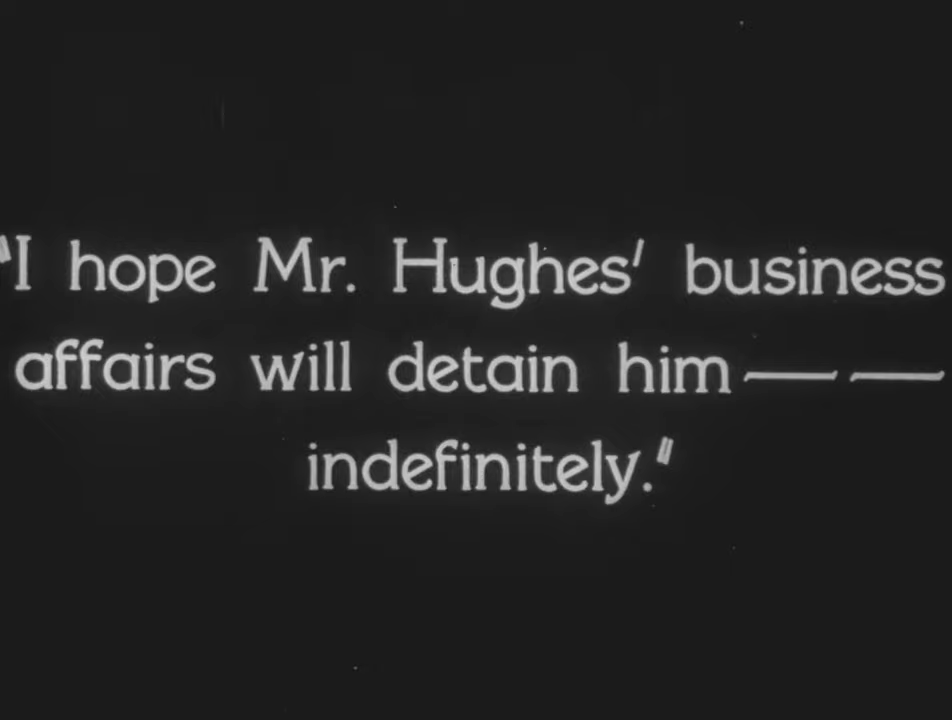 "I hope Mr. Hughes' business
affairs will detain him — —
indefinitely."